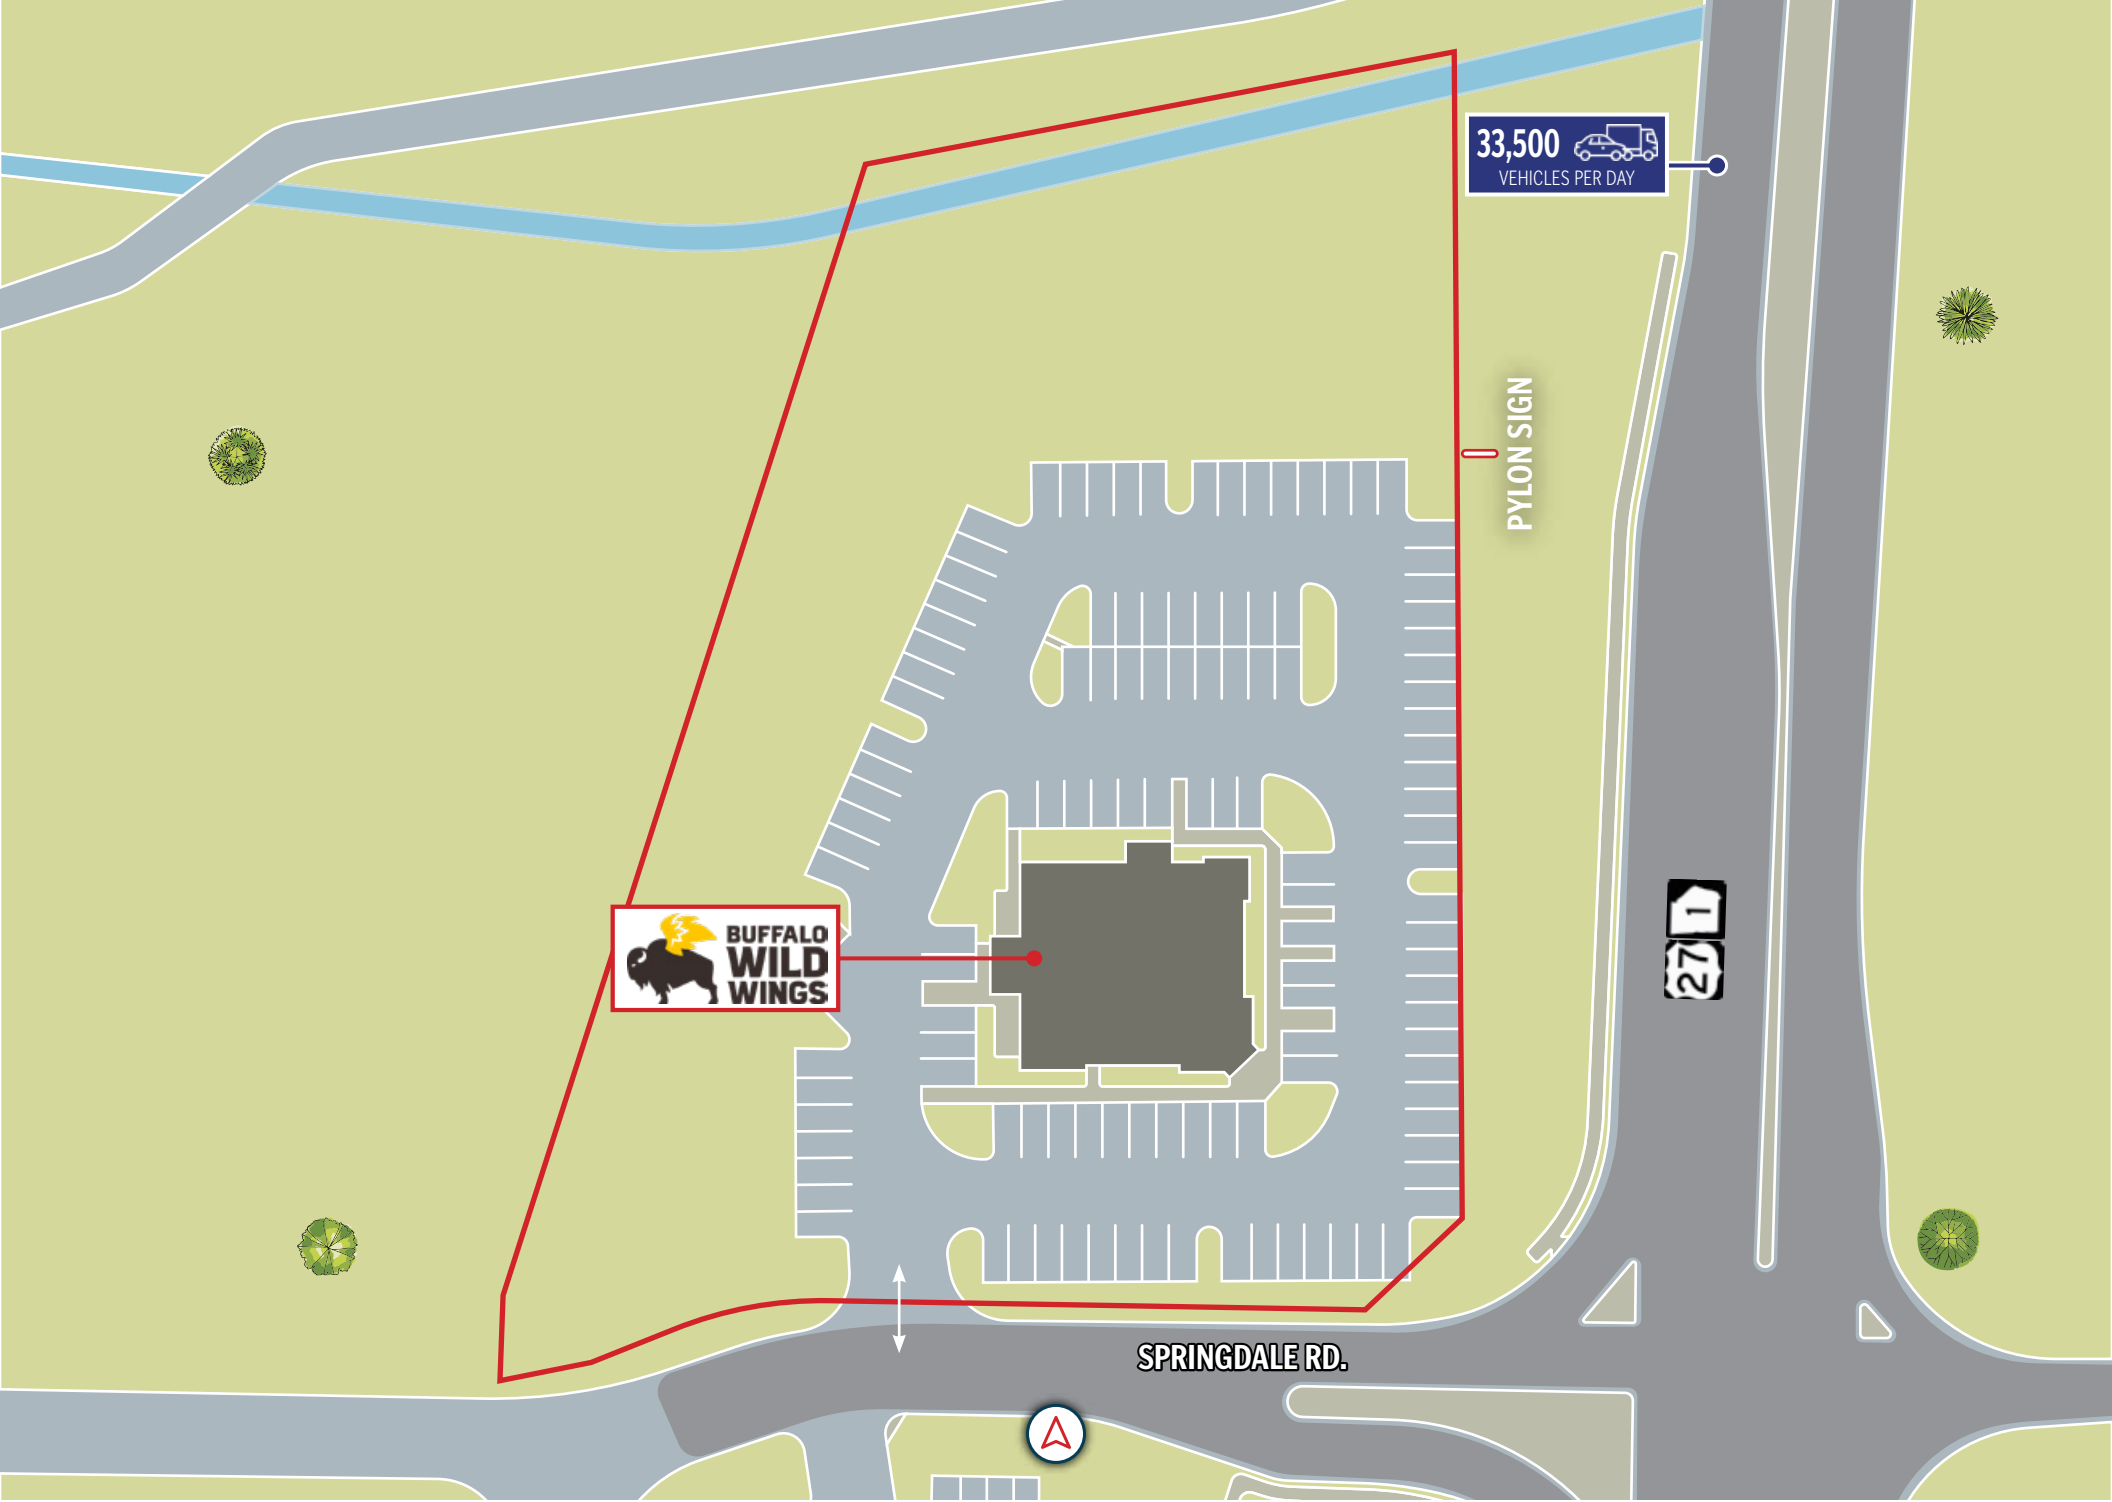 33,500
VEHICLES PER DAY
PYLON SIGN
BUFFALO
WILD
WINGS
1
27
SPRINGDALE RD.